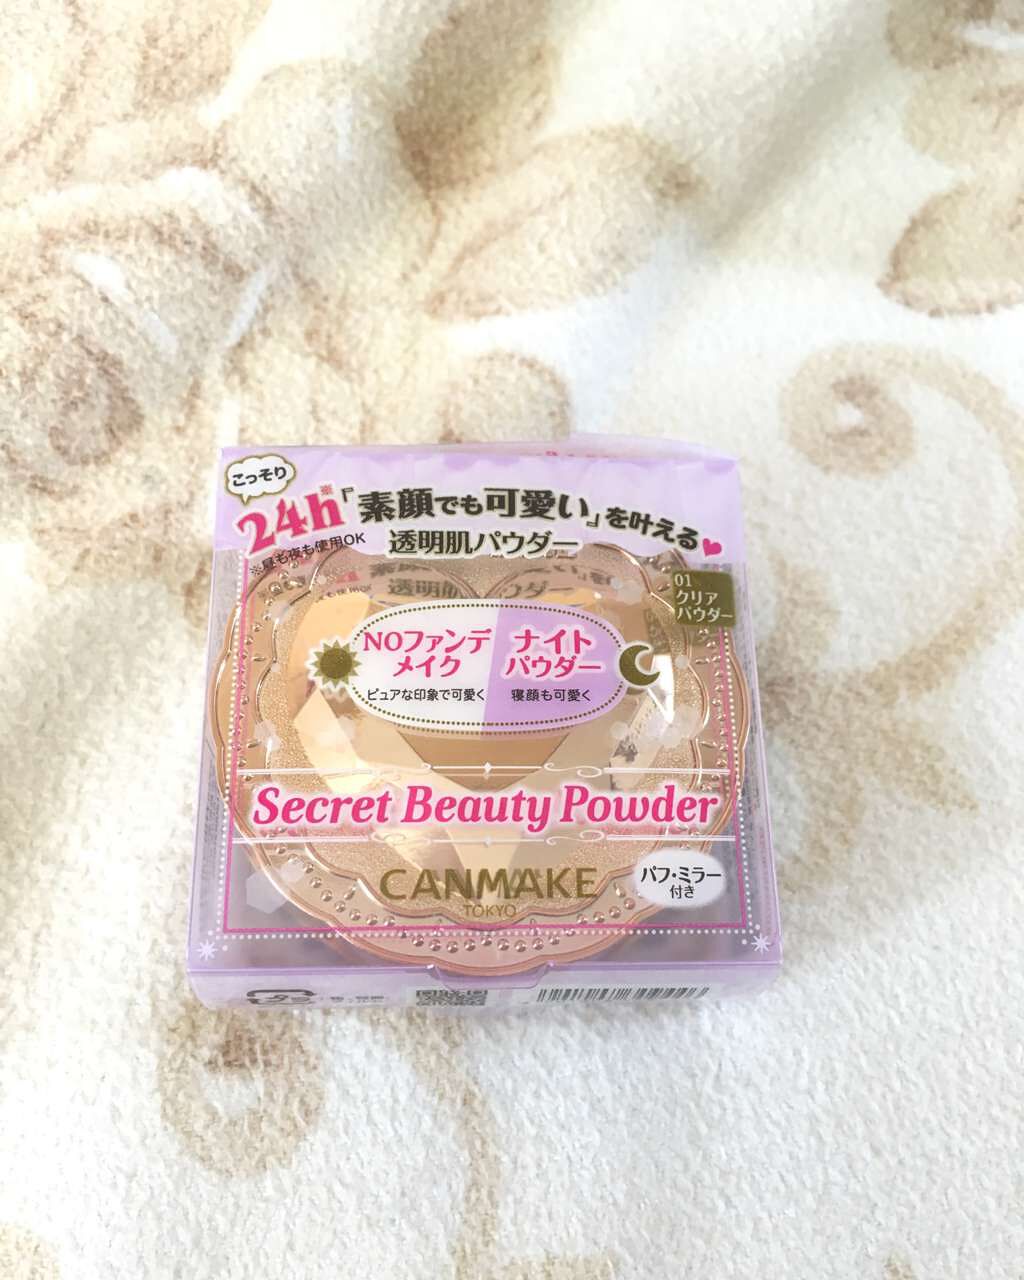 こっそり
24h※『素顔でも可愛い』を叶える
※昼も夜も使用OK
透明肌パウダー
01
クリア
パウダー
NOファンデ
メイク
ピュアな印象で可愛く
ナイト
パウダー
寝顔も可愛く
Secret Beauty Powder
CANMAKE
TOKYO
パフ・ミラー
付き